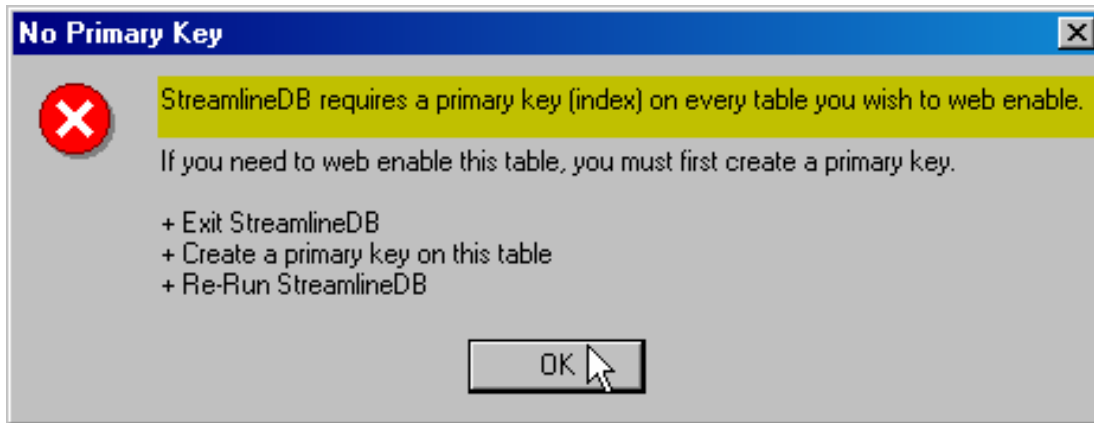 No Primary Key
StreamlineDB requires a primary key (index) on every table you wish to web enable.
If you need to web enable this table, you must first create a primary key.
+ Exit StreamlineDB
+ Create a primary key on this table
+ Re-Run StreamlineDB
OK